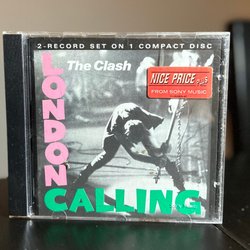 2-RECORD SET ON 1 COMPACT DISC
The Clash
NICE PRICE
FROM SONY MUSIC
LONDON
CALLING